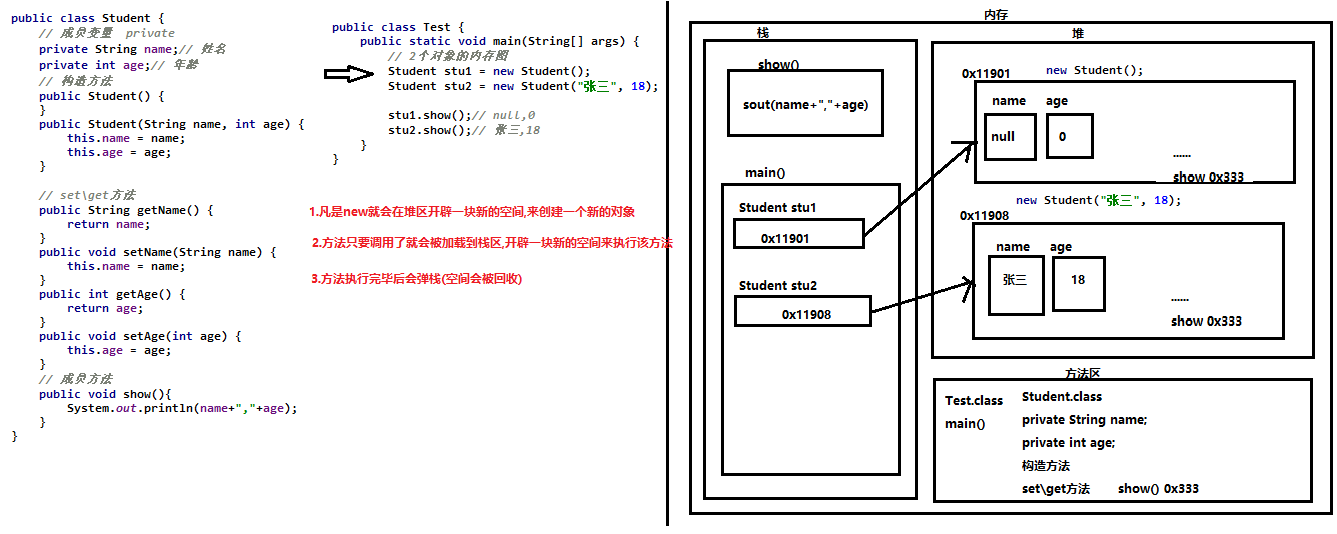 public class Student {
// 成员变量 private
private String name;// 姓名
private int age;// 年龄
// 构造方法
public Student() {
}
public Student(String name, int age) {
this.name = name;
this.age = age;
}
// set\get方法
public String getName() {
return name;
}
public void setName(String name) {
this.name = name;
}
public int getAge() {
return age;
}
public void setAge(int age) {
this.age = age;
}
// 成员方法
public void show(){
System.out.println(name+","+age);
}
}
public class Test {
public static void main(String[] args) {
// 2个对象的内存图
Student stu1 = new Student();
Student stu2 = new Student("张三", 18);
stu1.show();// null,0
stu2.show();// 张三,18
}
}
1.凡是new就会在堆区开辟一块新的空间,来创建一个新的对象
2.方法只要调用了就会被加载到栈区,开辟一块新的空间来执行该方法
3.方法执行完毕后会弹栈(空间会被回收)
内存
栈
show()
sout(name+","+age)
main()
Student stu1
0x11901
Student stu2
0x11908
堆
0x11901
new Student();
name age
null
0
......
show 0x333
new Student("张三", 18);
0x11908
name age
张三
18
......
show 0x333
方法区
Test.class
main()
Student.class
private String name;
private int age;
构造方法
set\get方法 show() 0x333